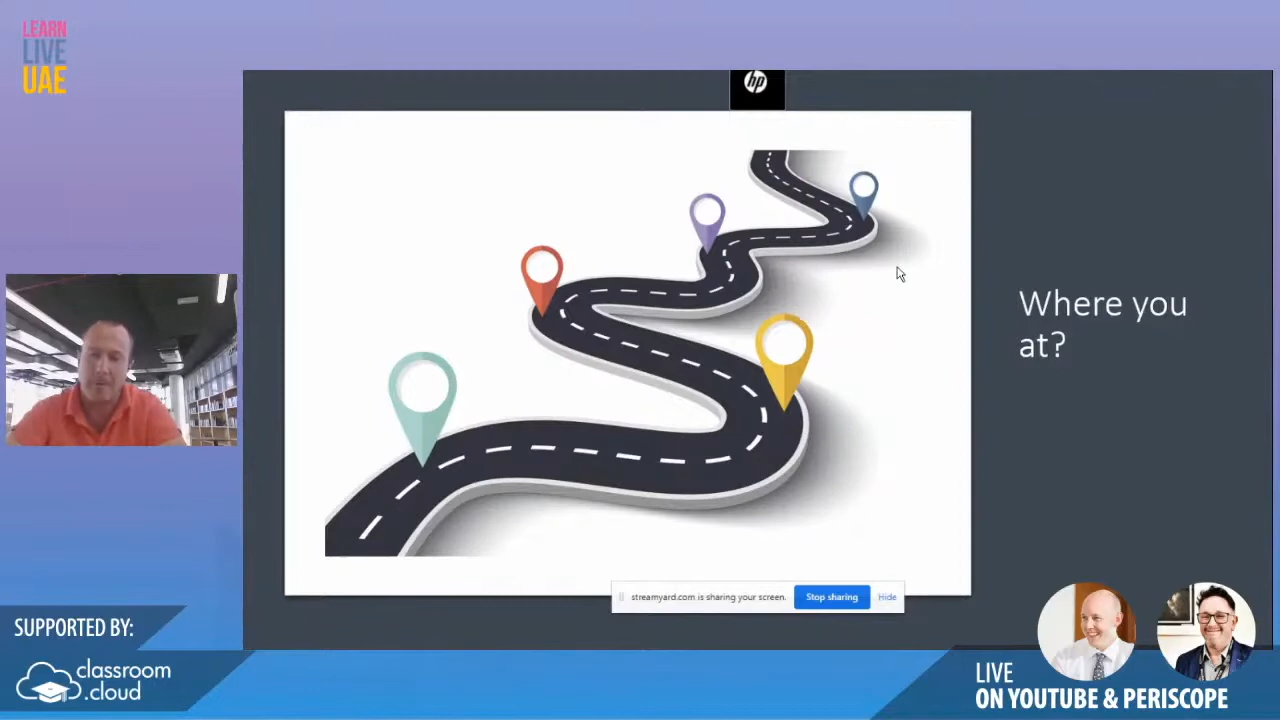 LEARN
LIVE
UAE
hp
Where you
at?
streamyard.com is sharing your screen.
Stop sharing
Hide
SUPPORTED BY:
classroom
.cloud
LIVE
ON YOUTUBE & PERISCOPE